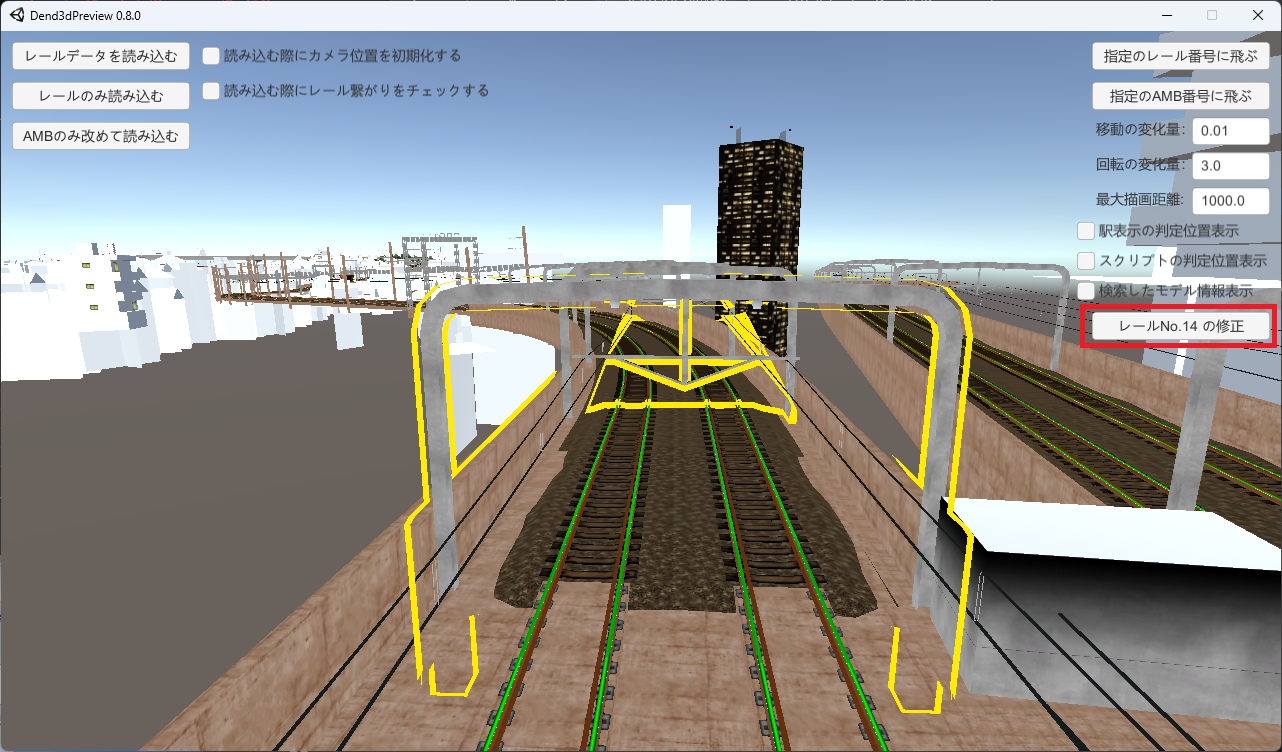 Dend3dPreview 0.8.0
レールデータを読み込む
読み込む際にカメラ位置を初期化する
指定のレール番号に飛ぶ
レールのみ読み込む
読み込む際にレール繋がりをチェックする
指定のAMB番号に飛ぶ
AMBのみ改めて読み込む
移動の変化量: 0.01
回転の変化量: 3.0
最大描画距離: 1000.0
駅表示の判定位置表示
スクリプトの判定位置表示
検索したモデル情報表示
レールNo.14 の修正